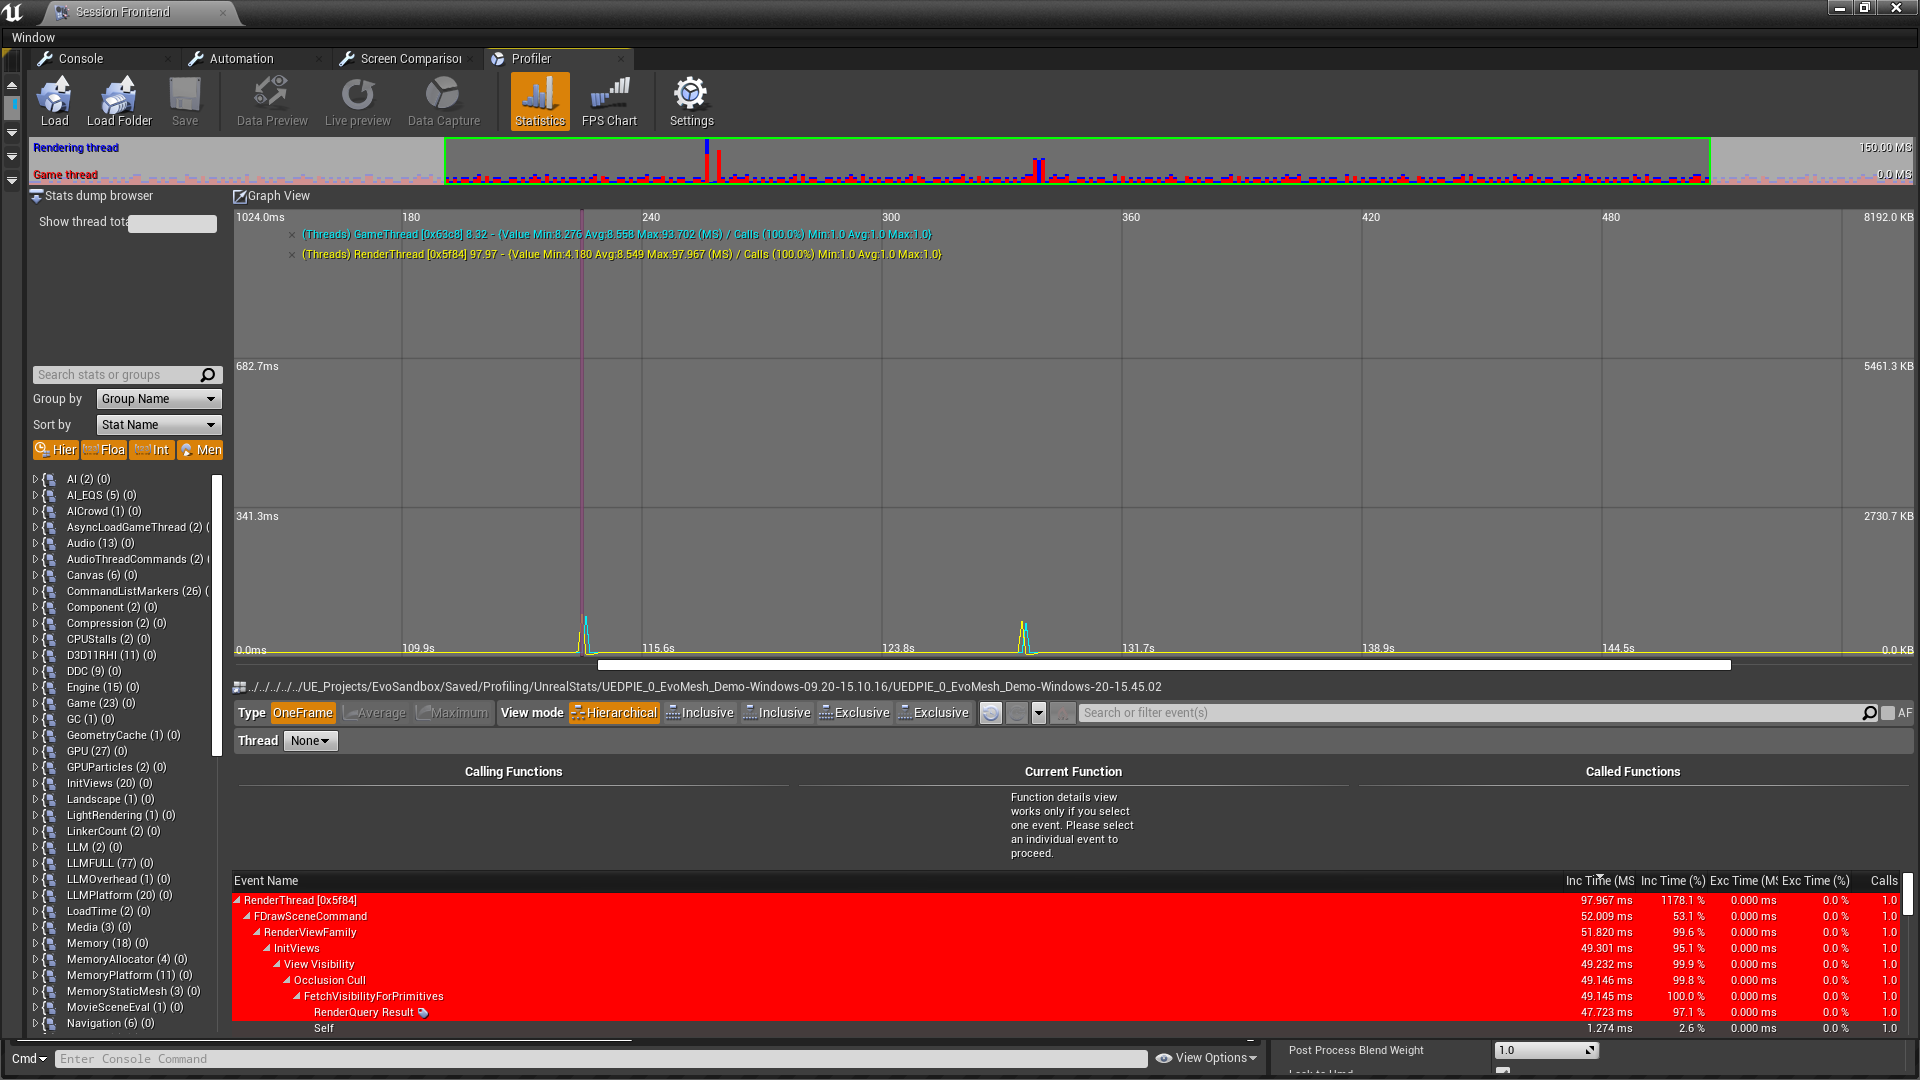 Session Frontend
Window
Console
Automation
Screen Comparisor
Profiler
Load
Load Folder
Save
Data Preview
Live preview
Data Capture
Statistics
FPS Chart
Settings
Rendering thread
150.00 MS
Game thread
0.0 MS
Stats dump browser
Show thread tota
Search stats or groups
Group by Group Name
Sort by Stat Name
Hier Floa Int Men
AI (2) (0)
AI_EQS (5) (0)
AICrowd (1) (0)
AsyncLoadGameThread (2) (
Audio (13) (0)
AudioThreadCommands (2) (
Canvas (6) (0)
CommandListMarkers (26) (
Component (2) (0)
Compression (2) (0)
CPUStalls (2) (0)
D3D11RHI (11) (0)
DDC (9) (0)
Engine (15) (0)
Game (23) (0)
GC (1) (0)
GeometryCache (1) (0)
GPU (27) (0)
GPUParticles (2) (0)
InitViews (20) (0)
Landscape (1) (0)
LightRendering (1) (0)
LinkerCount (2) (0)
LLM (2) (0)
LLMFULL (77) (0)
LLMOverhead (1) (0)
LLMPlatform (20) (0)
LoadTime (2) (0)
Media (3) (0)
Memory (18) (0)
MemoryAllocator (4) (0)
MemoryPlatform (11) (0)
MemoryStaticMesh (3) (0)
MovieSceneEval (1) (0)
Navigation (6) (0)
Graph View
1024.0ms 180 240 300 360 420 480 8192.0 KB
(Threads) GameThread [0x63c8] 8.32 - {Value Min:8.276 Avg:8.558 Max:93.702 (MS) / Calls (100.0%) Min:1.0 Avg:1.0 Max:1.0}
(Threads) RenderThread [0x5f84] 97.97 - {Value Min:4.180 Avg:8.549 Max:97.967 (MS) / Calls (100.0%) Min:1.0 Avg:1.0 Max:1.0}
682.7ms 5461.3 KB
341.3ms 2730.7 KB
0.0ms 109.9s 115.6s 123.8s 131.7s 138.9s 144.5s 0.0 KB
../../../../../UE_Projects/EvoSandbox/Saved/Profiling/UnrealStats/UEDPIE_0_EvoMesh_Demo-Windows-09.20-15.10.16/UEDPIE_0_EvoMesh_Demo-Windows-20-15.45.02
Type OneFrame Average Maximum View mode Hierarchical Inclusive Inclusive Exclusive Exclusive Search or filter event(s) AF
Thread None
Calling Functions
Current Function
Called Functions
Function details view
works only if you select
one event. Please select
an individual event to
proceed.
Event Name Inc Time (MS Inc Time (%) Exc Time (MS Exc Time (%) Calls
RenderThread [0x5f84] 97.967 ms 1178.1 % 0.000 ms 0.0 % 1.0
FDrawSceneCommand 52.009 ms 53.1 % 0.000 ms 0.0 % 1.0
RenderViewFamily 51.820 ms 99.6 % 0.000 ms 0.0 % 1.0
InitViews 49.301 ms 95.1 % 0.000 ms 0.0 % 1.0
View Visibility 49.232 ms 99.9 % 0.000 ms 0.0 % 1.0
Occlusion Cull 49.146 ms 99.8 % 0.000 ms 0.0 % 1.0
FetchVisibilityForPrimitives 49.145 ms 100.0 % 0.000 ms 0.0 % 1.0
RenderQuery Result 47.723 ms 97.1 % 0.000 ms 0.0 % 1.0
Self 1.274 ms 2.6 % 0.000 ms 0.0 % 1.0
Cmd Enter Console Command View Options
Post Process Blend Weight 1.0